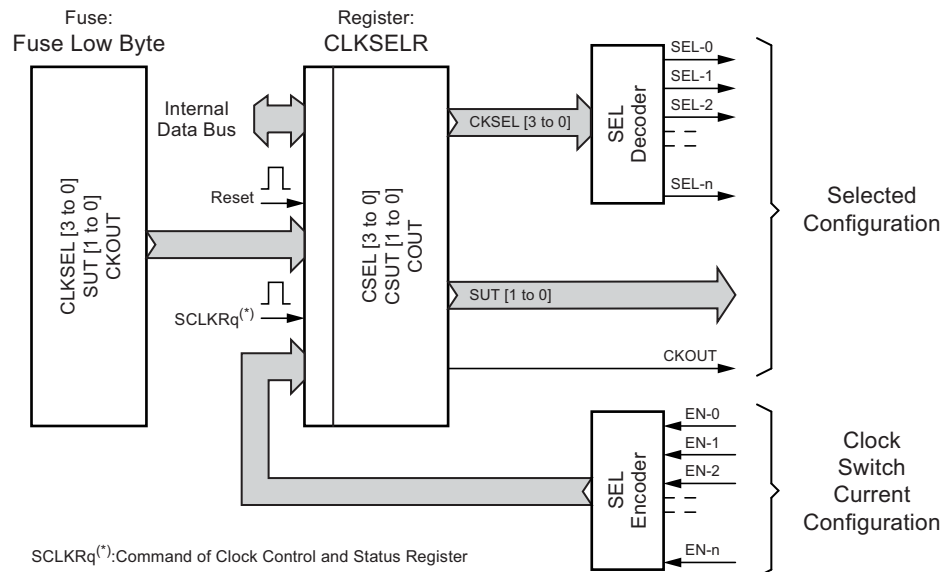 Fuse:
Fuse Low Byte
CLKSEL [3 to 0]
SUT [1 to 0]
CKOUT
Register:
CLKSELR
Internal
Data Bus
Reset
SCLKRq(*)
CSEL [3 to 0]
CSUT [1 to 0]
COUT
CKSEL [3 to 0]
SUT [1 to 0]
CKOUT
SEL
Decoder
SEL-0
SEL-1
SEL-2
SEL-n
Selected
Configuration
SEL
Encoder
EN-0
EN-1
EN-2
EN-n
Clock
Switch
Current
Configuration
SCLKRq(*):Command of Clock Control and Status Register